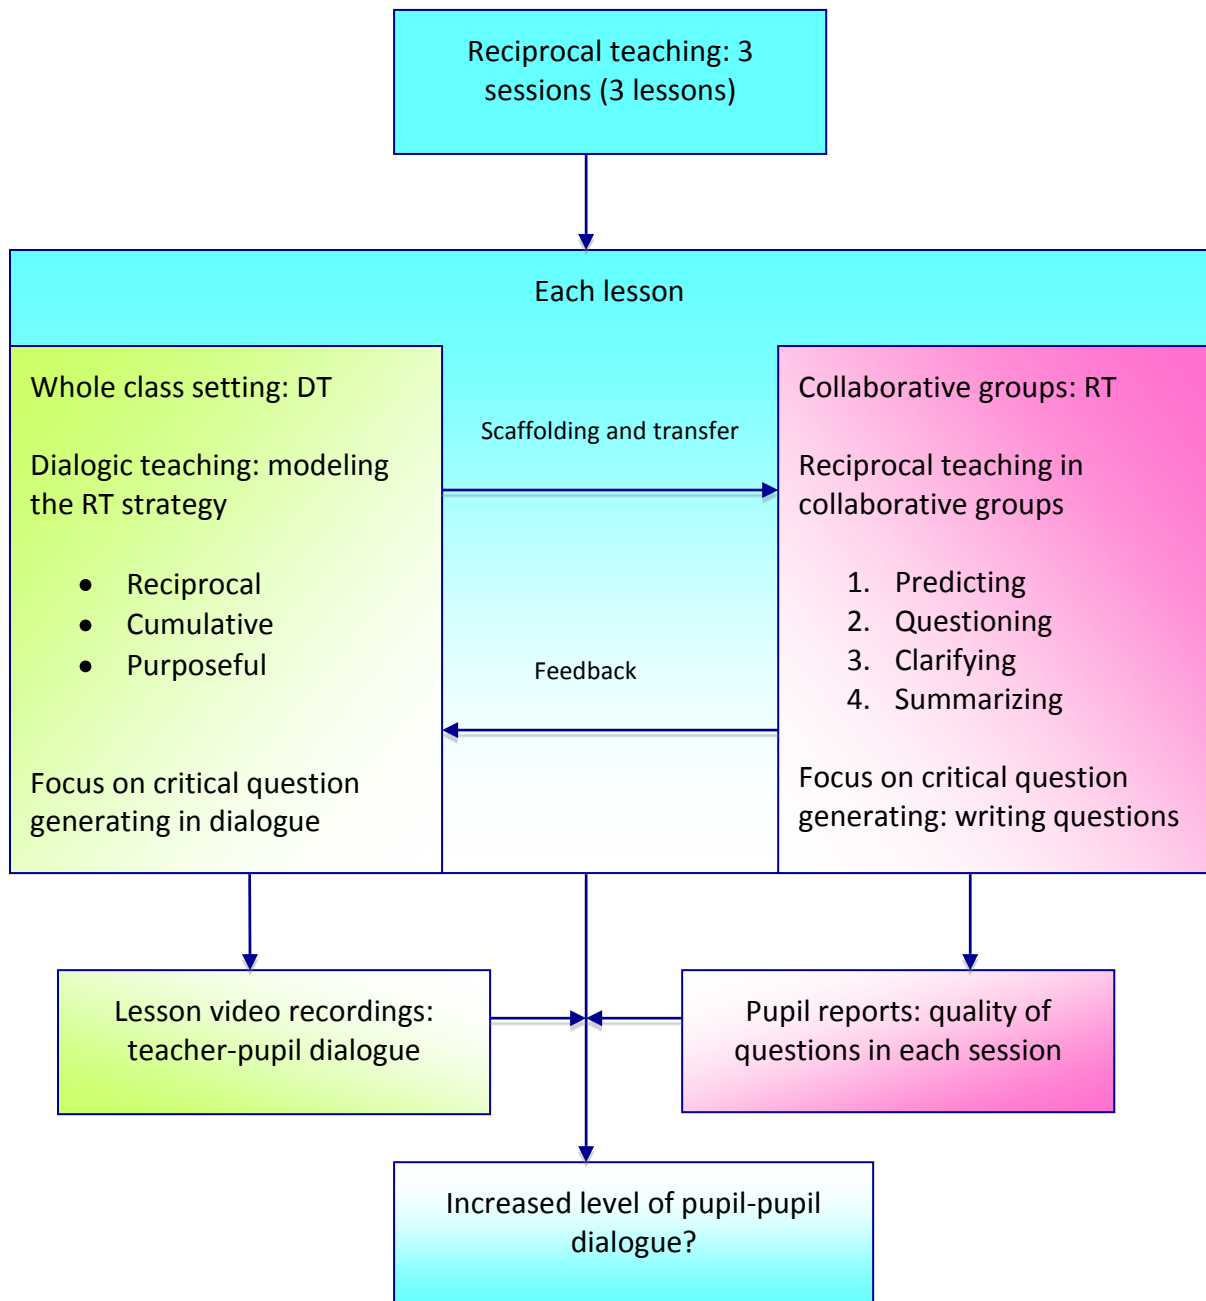 Reciprocal teaching: 3
sessions (3 lessons)
Each lesson
Whole class setting: DT
Dialogic teaching: modeling
the RT strategy
• Reciprocal
• Cumulative
• Purposeful
Focus on critical question
generating in dialogue
Scaffolding and transfer
Feedback
Collaborative groups: RT
Reciprocal teaching in
collaborative groups
1. Predicting
2. Questioning
3. Clarifying
4. Summarizing
Focus on critical question
generating: writing questions
Lesson video recordings:
teacher-pupil dialogue
Pupil reports: quality of
questions in each session
Increased level of pupil-pupil
dialogue?